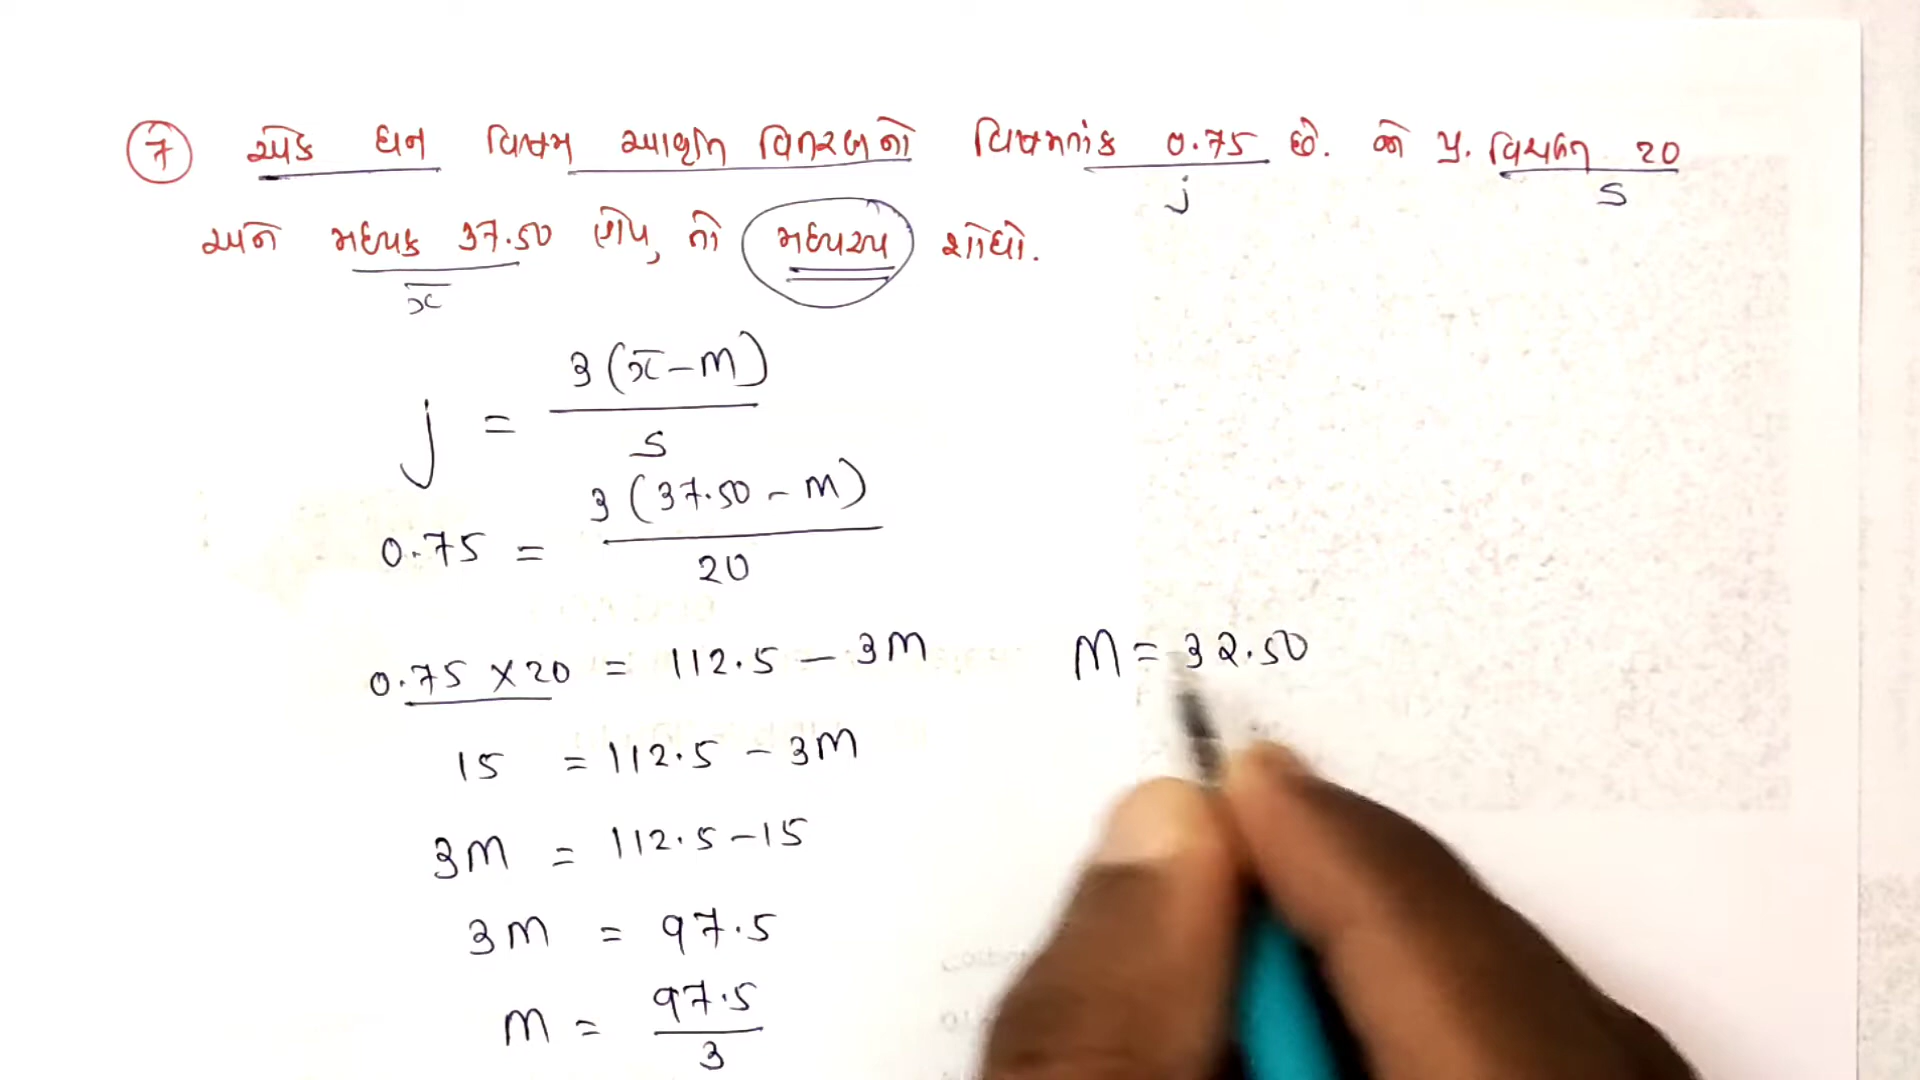 7 એક ધન વિષમ આવૃત્તિ વિતરણનો વિષમતાંક 0.75 છે. જો પ્ર. વિચલન 20
j S
અને મધ્યક 37.50 હોય, તો મધ્યસ્થ શોધો.
x̄
j = 3(x̄ - M) / S
0.75 = 3(37.50 - M) / 20
0.75 × 20 = 112.5 - 3M M = 32.50
15 = 112.5 - 3M
3M = 112.5 - 15
3M = 97.5
M = 97.5 / 3